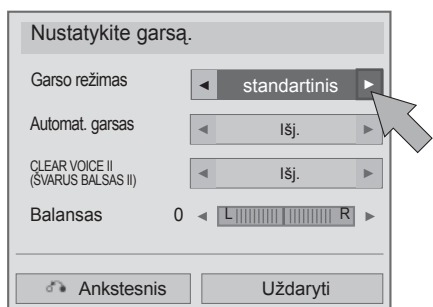 Nustatykite garsą.
Garso režimas ◄ standartinis ►
Automat. garsas ◄ Išj. ►
CLEAR VOICE II
(ŠVARUS BALSAS II) ◄ Išj. ►
Balansas 0 ◄ L R ►
Ankstesnis Uždaryti